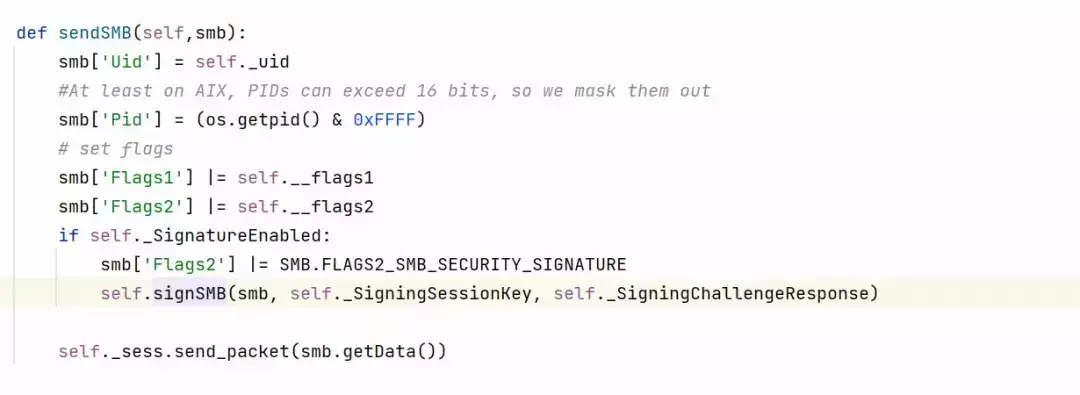 def sendSMB(self,smb):
    smb['Uid'] = self._uid
    #At least on AIX, PIDs can exceed 16 bits, so we mask them out
    smb['Pid'] = (os.getpid() & 0xFFFF)
    # set flags
    smb['Flags1'] |= self.__flags1
    smb['Flags2'] |= self.__flags2
    if self._SignatureEnabled:
        smb['Flags2'] |= SMB.FLAGS2_SMB_SECURITY_SIGNATURE
        self.signSMB(smb, self._SigningSessionKey, self._SigningChallengeResponse)
    self._sess.send_packet(smb.getData())